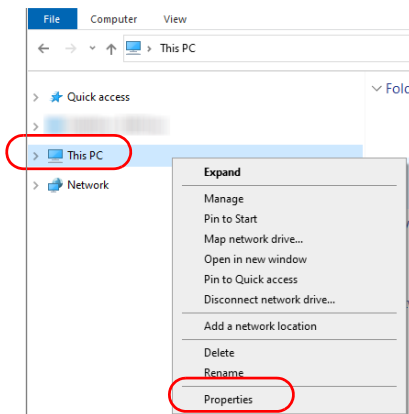 File Computer View
This PC
Quick access
This PC
Network
Expand
Manage
Pin to Start
Map network drive...
Open in new window
Pin to Quick access
Disconnect network drive...
Add a network location
Delete
Rename
Properties